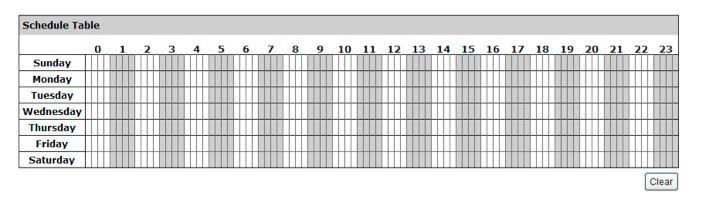 Schedule Table
0 1 2 3 4 5 6 7 8 9 10 11 12 13 14 15 16 17 18 19 20 21 22 23
Sunday
Monday
Tuesday
Wednesday
Thursday
Friday
Saturday
Clear